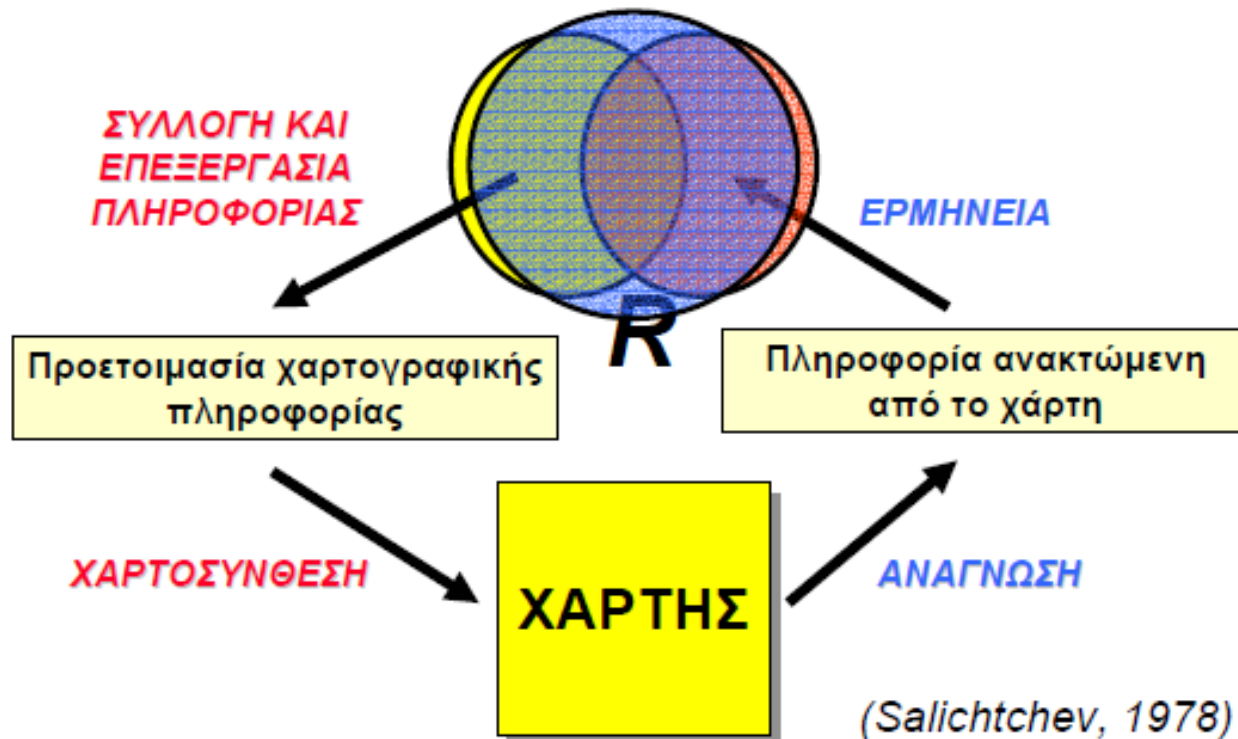 ΣΥΛΛΟΓΗ ΚΑΙ
ΕΠΕΞΕΡΓΑΣΙΑ
ΠΛΗΡΟΦΟΡΙΑΣ
ΕΡΜΗΝΕΙΑ
R
Προετοιμασία χαρτογραφικής
πληροφορίας
Πληροφορία ανακτώμενη
από το χάρτη
ΧΑΡΤΟΣΥΝΘΕΣΗ
ΧΑΡΤΗΣ
ΑΝΑΓΝΩΣΗ
(Salichtchev, 1978)